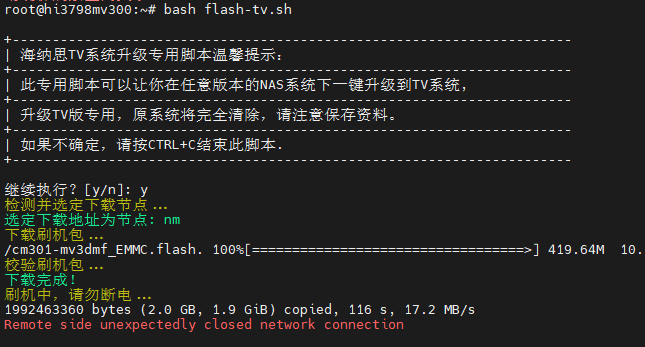 root@hi3798mv300:~# bash flash-tv.sh
+---------------------------------------------------------------------
| 海纳思TV系统升级专用脚本温馨提示:
+---------------------------------------------------------------------
| 此专用脚本可以让你在任意版本的NAS系统下一键升级到TV系统,
+---------------------------------------------------------------------
| 升级TV版专用，原系统将完全清除，请注意保存资料。
+---------------------------------------------------------------------
| 如果不确定，请按CTRL+C结束此脚本.
+---------------------------------------------------------------------
继续执行? [y/n]: y
检测并选定下载节点...
选定下载地址为节点: nm
下载刷机包...
/cm301-mv3dmf_EMMC.flash. 100%[==================================>] 419.64M 10.
校验刷机包...
下载完成!
刷机中，请勿断电...
1992463360 bytes (2.0 GB, 1.9 GiB) copied, 116 s, 17.2 MB/s
Remote side unexpectedly closed network connection